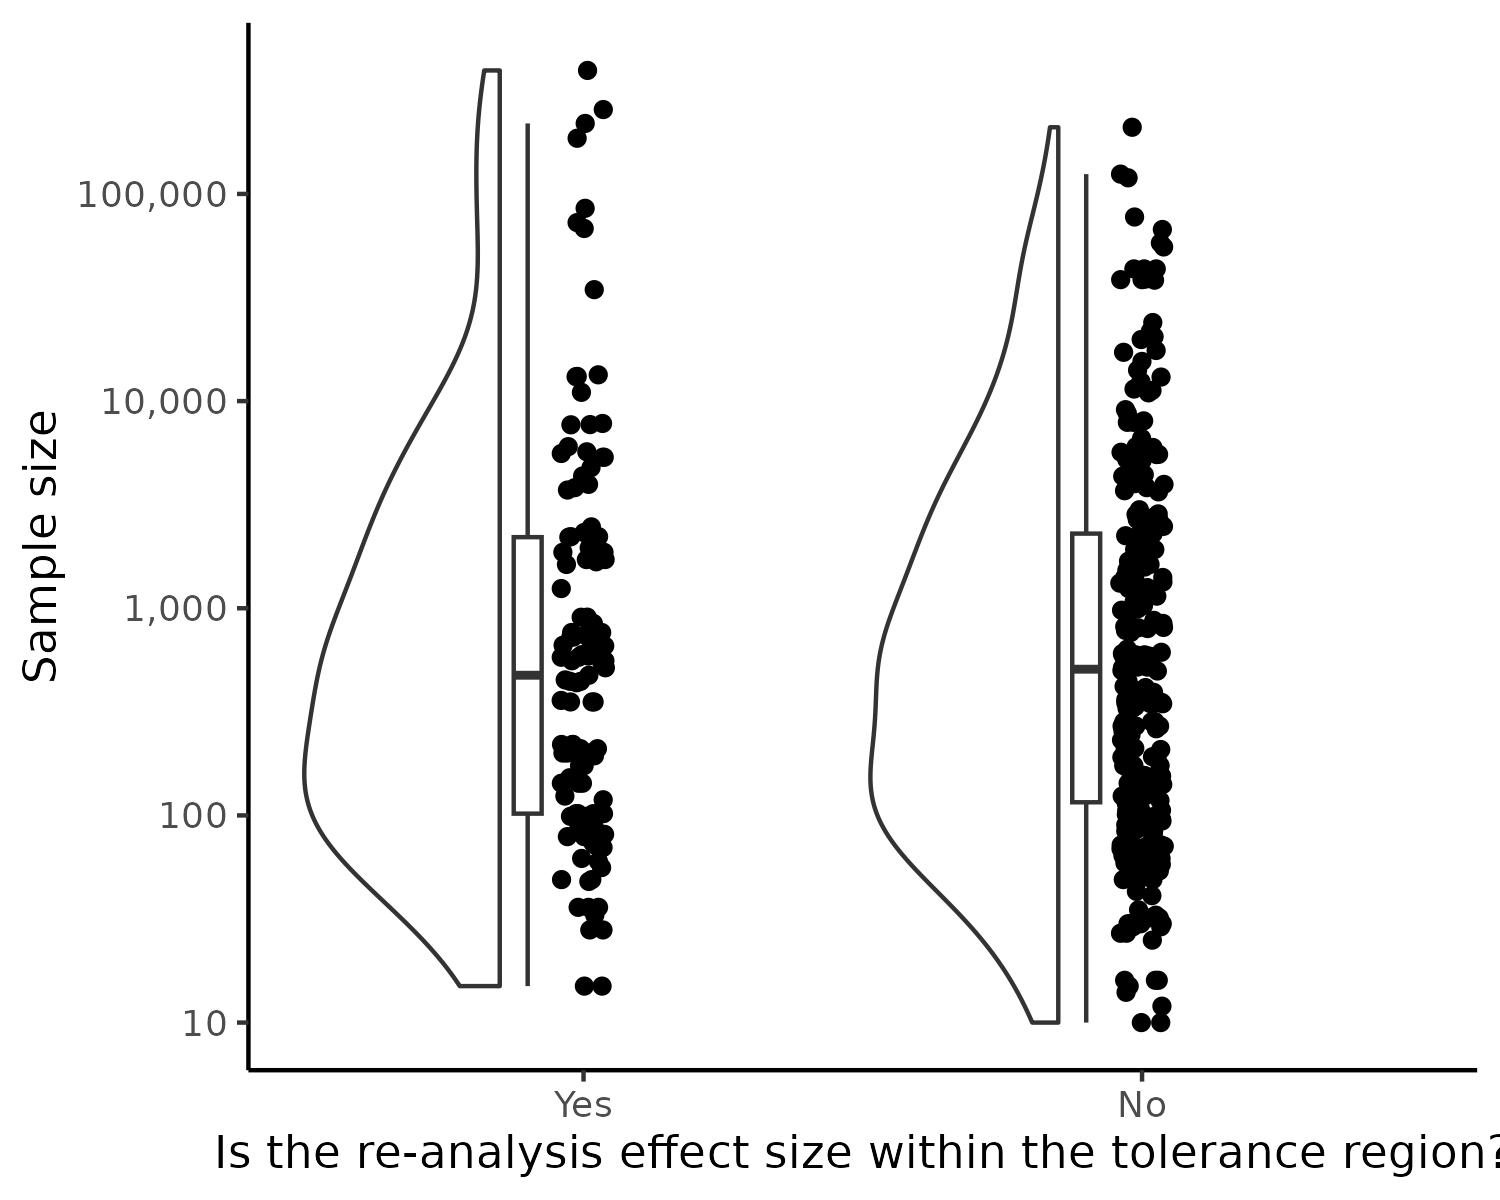 Sample size
100,000
10,000
1,000
100
10
Yes No
Is the re-analysis effect size within the tolerance region?